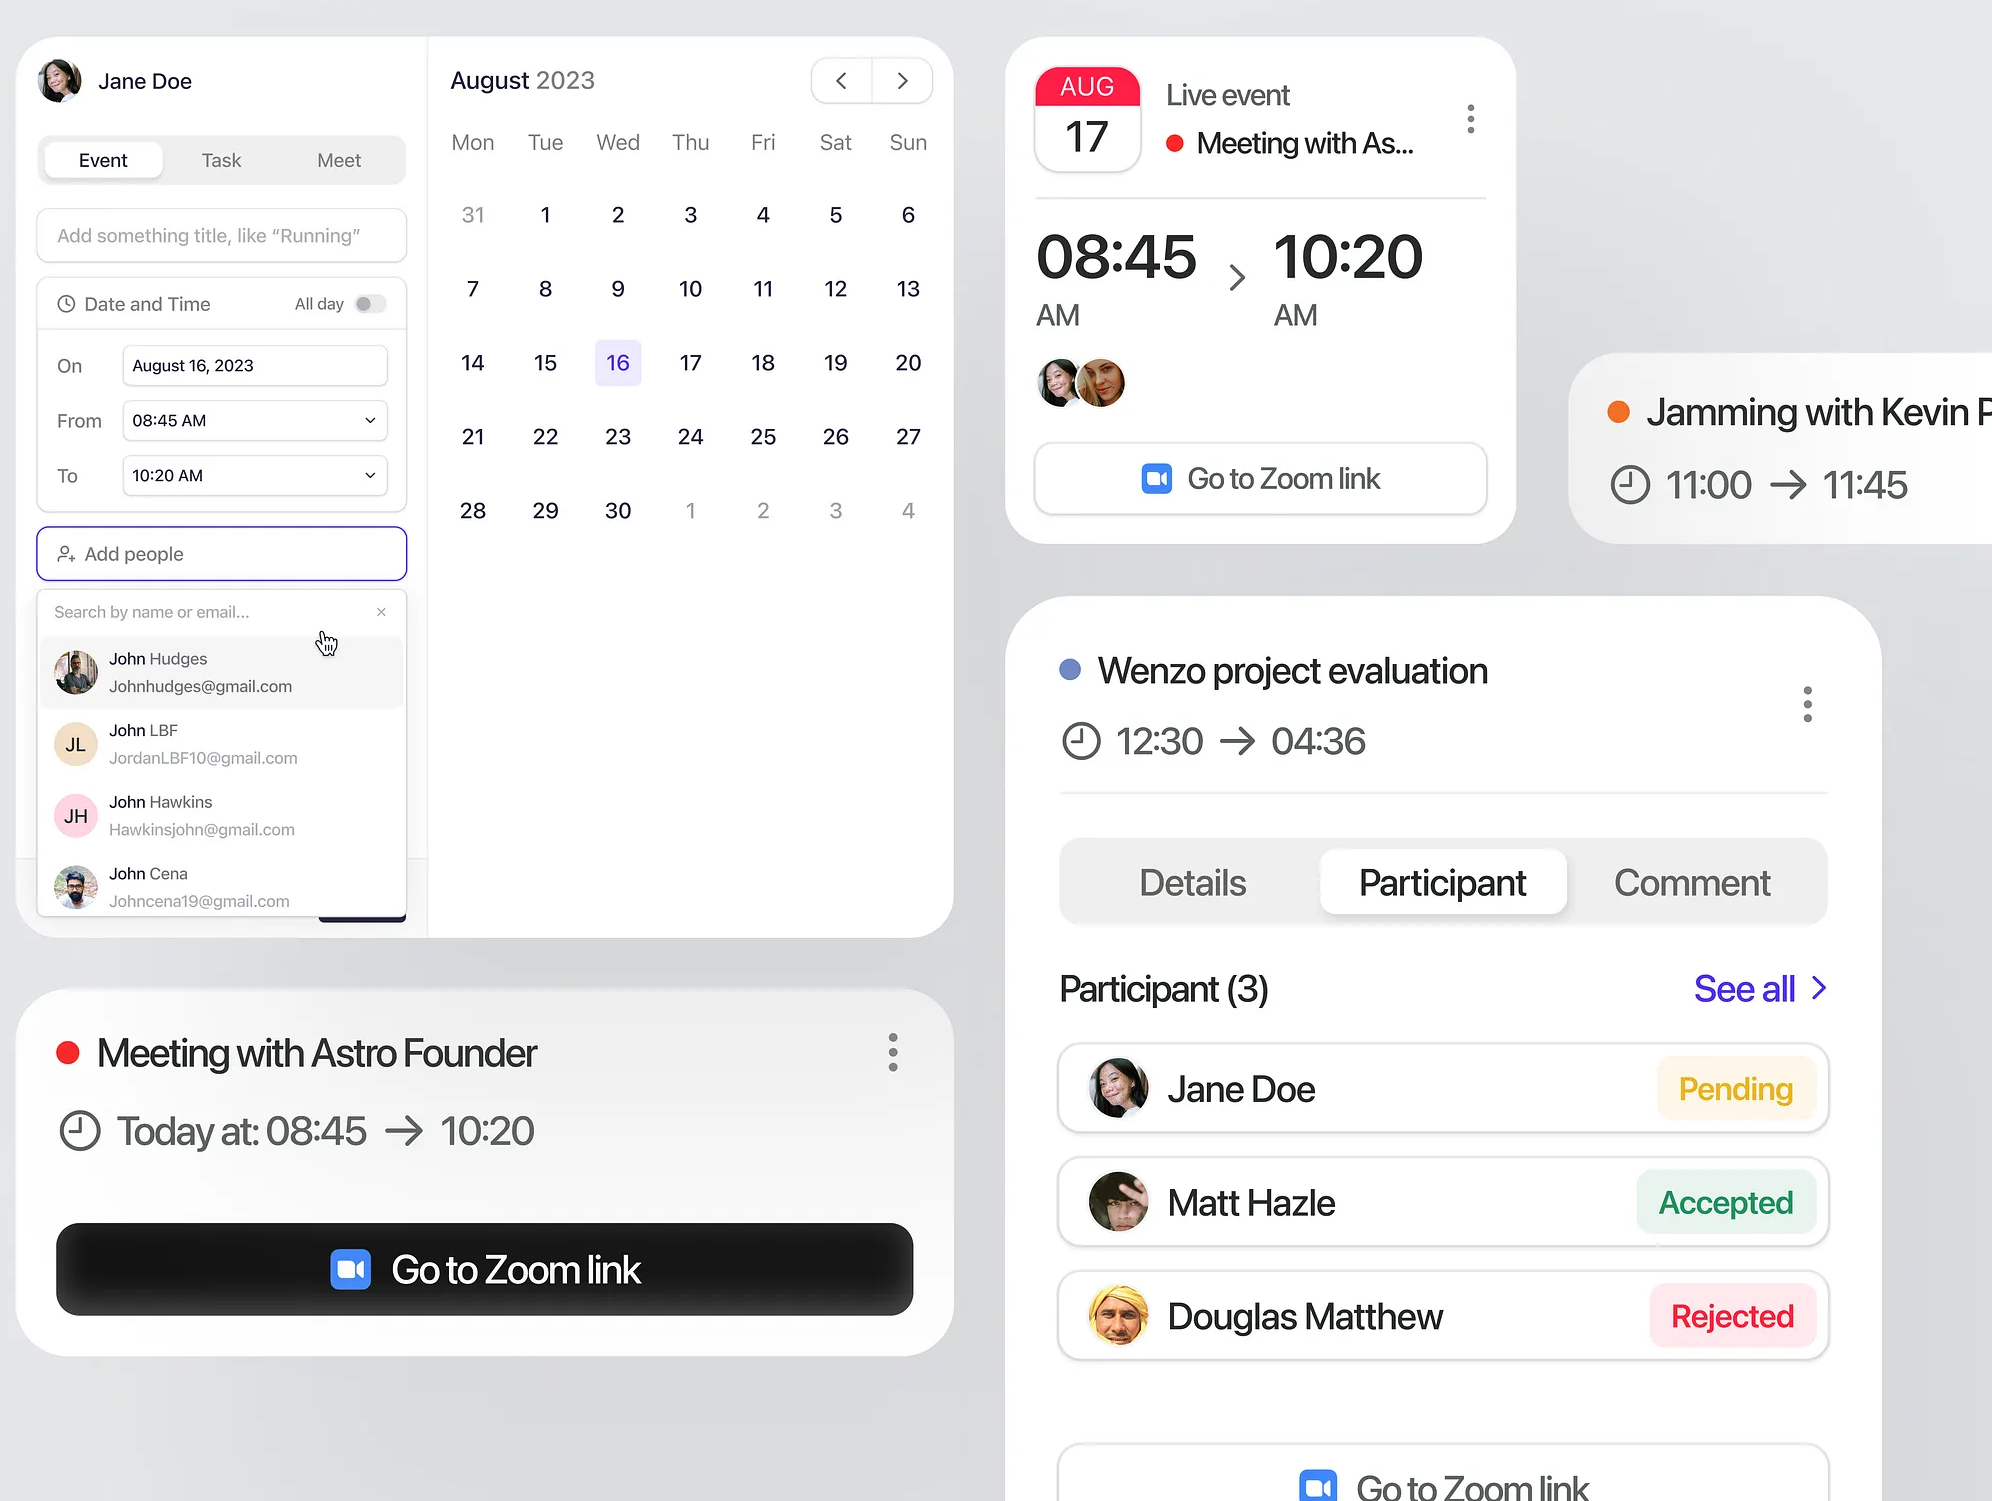 Jane Doe
Event Task Meet
Add something title, like “Running”
Date and Time All day
On August 16, 2023
From 08:45 AM
To 10:20 AM
Add people
Search by name or email...
John Hudges
Johnhudges@gmail.com
JL John LBF
JordanLBF10@gmail.com
JH John Hawkins
Hawkinsjohn@gmail.com
John Cena
Johncena19@gmail.com
August 2023
Mon Tue Wed Thu Fri Sat Sun
31 1 2 3 4 5 6
7 8 9 10 11 12 13
14 15 16 17 18 19 20
21 22 23 24 25 26 27
28 29 30 1 2 3 4
Meeting with Astro Founder
Today at: 08:45 → 10:20
Go to Zoom link
AUG
17
Live event
Meeting with As...
08:45 > 10:20
AM AM
Go to Zoom link
Jamming with Kevin P
11:00 → 11:45
Wenzo project evaluation
12:30 → 04:36
Details Participant Comment
Participant (3) See all >
Jane Doe Pending
Matt Hazle Accepted
Douglas Matthew Rejected
Go to Zoom link